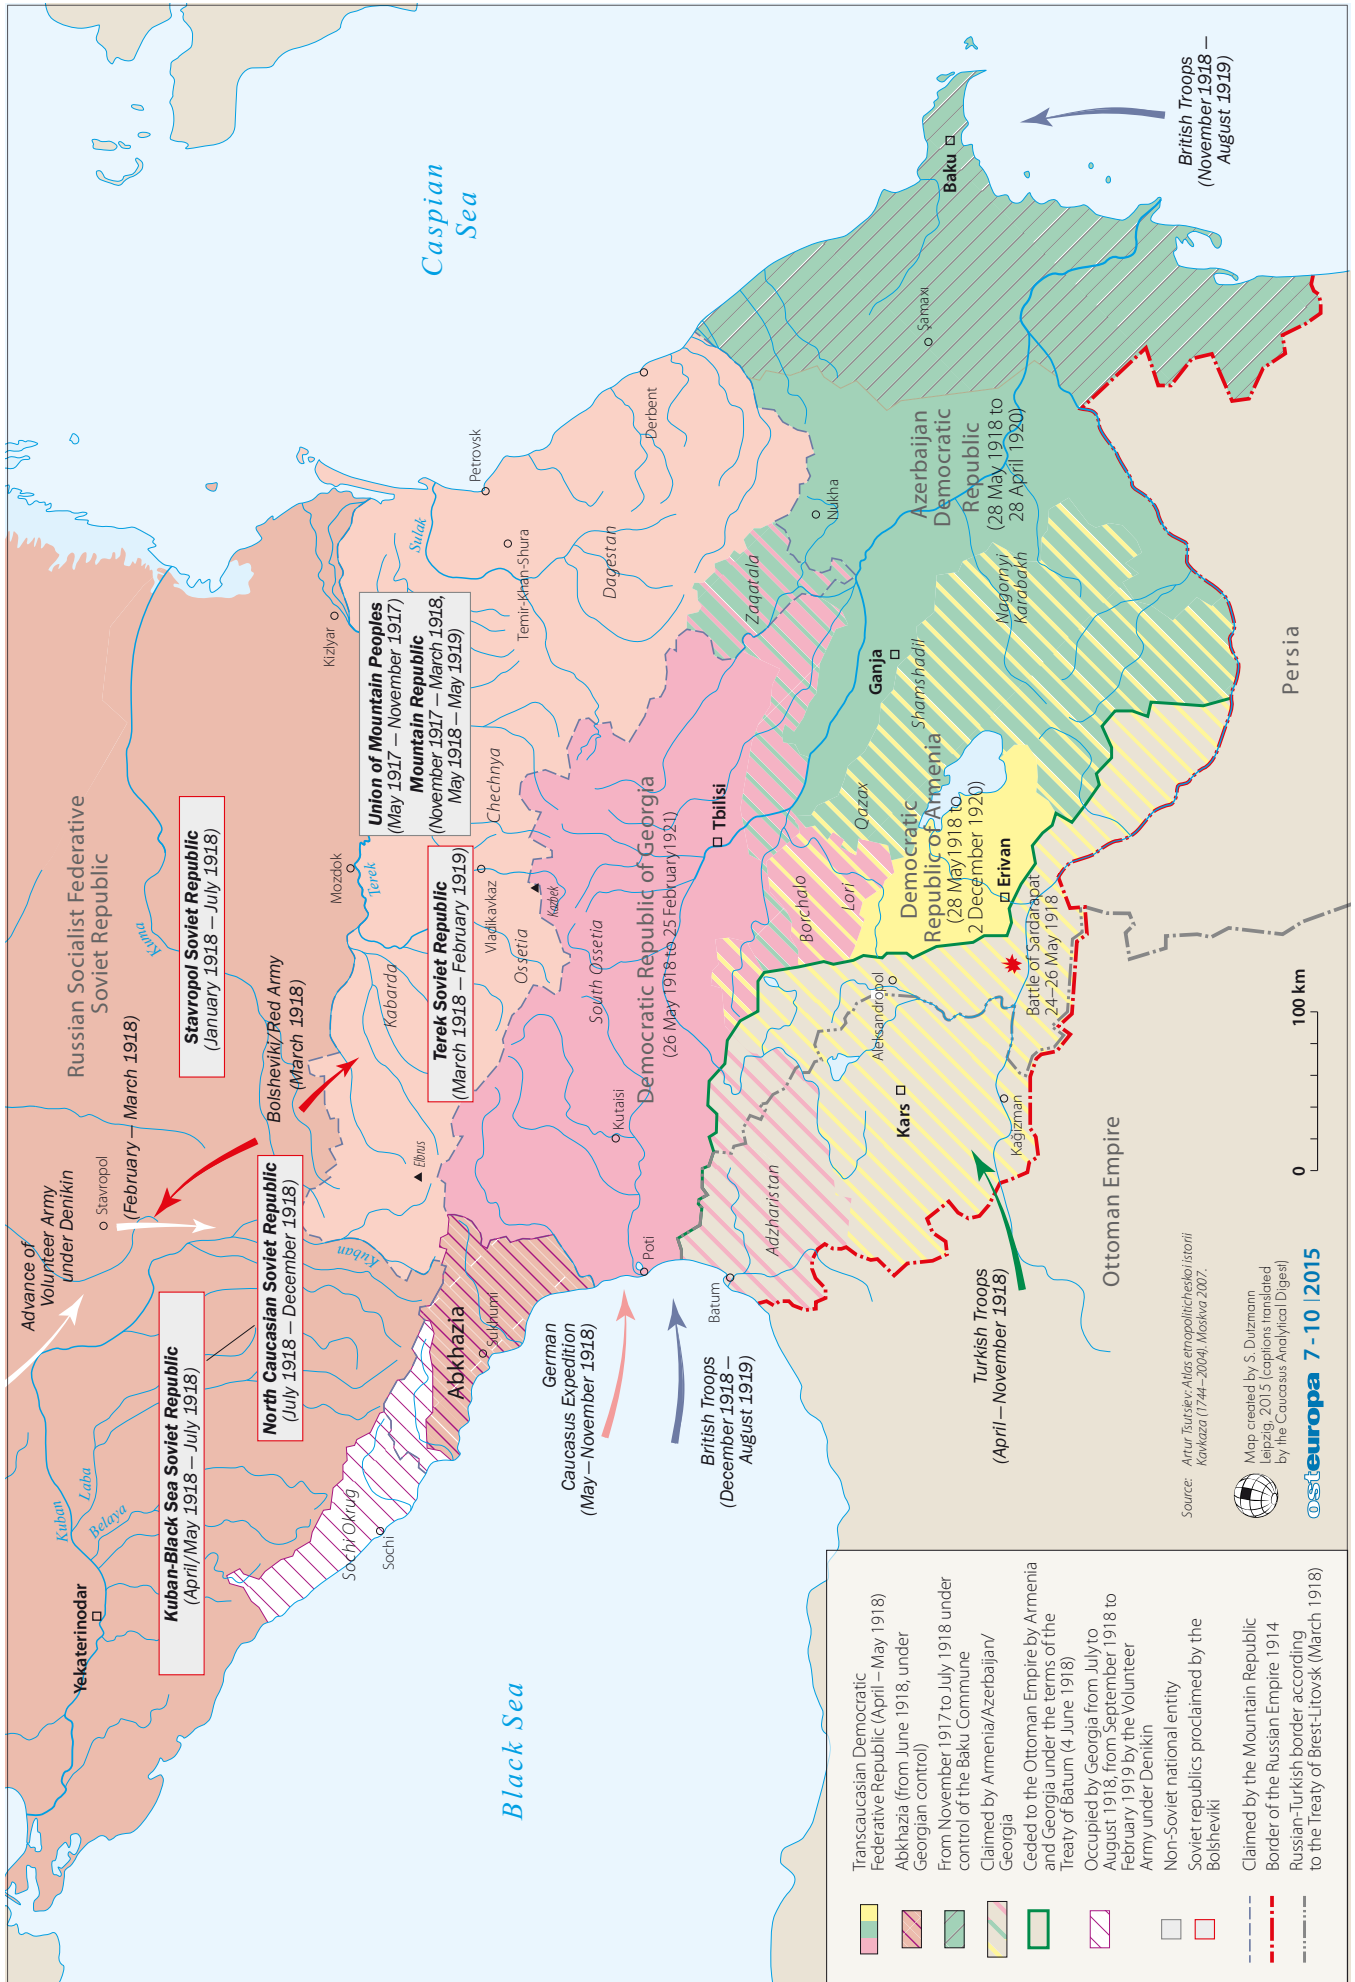 Russian Socialist Federative
Soviet Republic
Advance of
Volunteer Army
under Denikin
Stavropol
(February – March 1918)
Bolsheviki/Red Army
(March 1918)
Stavropol Soviet Republic
(January 1918 – July 1918)
Kuban-Black Sea Soviet Republic
(April/May 1918 – July 1918)
North Caucasian Soviet Republic
(July 1918 – December 1918)
Terek Soviet Republic
(March 1918 – February 1919)
Union of Mountain Peoples
(May 1917 – November 1917)
Mountain Republic
(November 1917 – March 1918,
May 1918 – May 1919)
Yekaterinodar
Kuban
Laba
Belaya
Kuban
Kuma
Terek
Sulak
Kizlyar
Mozdok
Petrovsk
Temir-Khan-Shura
Derbent
Dagestan
Chechnya
Vladikavkaz
Kazbek
Ossetia
Kabarda
Elbrus
South Ossetia
Sochi Okrug
Sochi
Abkhazia
Sukhumi
Caspian
Sea
Black Sea
Democratic Republic of Georgia
(26 May 1918 to 25 February1921)
Tbilisi
Kutaisi
Poti
Batum
Adzharistan
German
Caucasus Expedition
(May – November 1918)
British Troops
(December 1918 –
August 1919)
Zaqatala
Nukha
Azerbaijan
Democratic
Republic
(28 May 1918 to
28 April 1920)
Şamaxı
Baku
British Troops
(November 1918 –
August 1919)
Ganja
Shamshadil
Nagornyi
Karabakh
Qazax
Borchalo
Lori
Democratic
Republic of Armenia
(28 May1918 to
2 December 1920)
Erivan
Battle of Sardarapat
24–26 May 1918
Aleksandropol
Kars
Kağizman
Turkish Troops
(April – November 1918)
Ottoman Empire
Persia
0
100 km
Source: Artur Tsutsiev: Atlas etnopoliticheskoi istorii
Kavkaza (1744–2004). Moskva 2007.
Map created by S. Dutzmann
Leipzig, 2015 (captions translated
by the Caucasus Analytical Digest)
osteuropa 7-10 | 2015
Transcaucasian Democratic
Federative Republic (April – May 1918)
Abkhazia (from June 1918, under
Georgian control)
From November 1917 to July 1918 under
control of the Baku Commune
Claimed by Armenia/Azerbaijan/
Georgia
Ceded to the Ottoman Empire by Armenia
and Georgia under the terms of the
Treaty of Batum (4 June 1918)
Occupied by Georgia from July to
August 1918, from September 1918 to
February 1919 by the Volunteer
Army under Denikin
Non-Soviet national entity
Soviet republics proclaimed by the
Bolsheviki
Claimed by the Mountain Republic
Border of the Russian Empire 1914
Russian-Turkish border according
to the Treaty of Brest-Litovsk (March 1918)